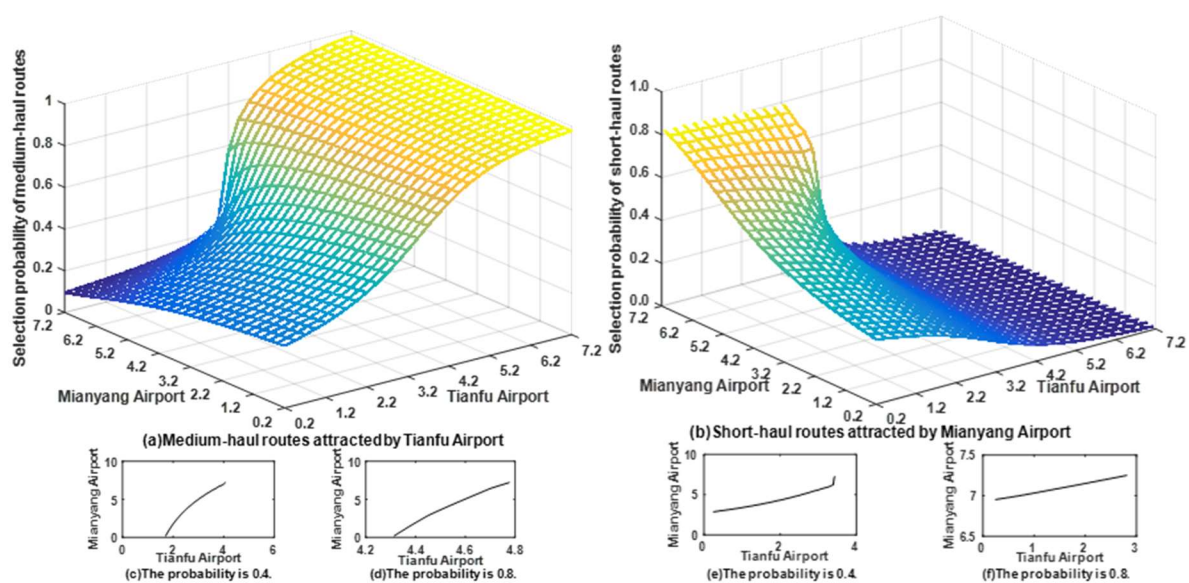 Selection probability of medium-haul routes
1
0.8
0.6
0.4
0.2
0
7.2
6.2
5.2
4.2
3.2
2.2
1.2
0.2
Mianyang Airport
0.2
1.2
2.2
3.2
4.2
5.2
6.2
7.2
Tianfu Airport
(a)Medium-haul routes attracted by Tianfu Airport
Selection probability of short-haul routes
1.0
0.8
0.6
0.4
0.2
0.0
7.2
6.2
5.2
4.2
3.2
2.2
1.2
0.2
Mianyang Airport
0.2
1.2
2.2
3.2
4.2
5.2
6.2
7.2
Tianfu Airport
(b)Short-haul routes attracted by Mianyang Airport
Mianyang Airport
10
5
0
0 2 4 6
Tianfu Airport
(c)The probability is 0.4.
Mianyang Airport
10
5
0
4.2 4.4 4.6 4.8
Tianfu Airport
(d)The probability is 0.8.
Mianyang Airport
10
5
0
0 2 4
Tianfu Airport
(e)The probability is 0.4.
Mianyang Airport
7.5
7
6.5
0 1 2 3
Tianfu Airport
(f)The probability is 0.8.